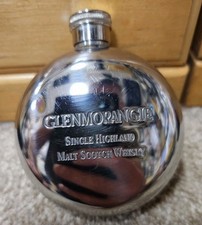 GLENMORANGIE
SINGLE HIGHLAND
MALT SCOTCH WHISKY